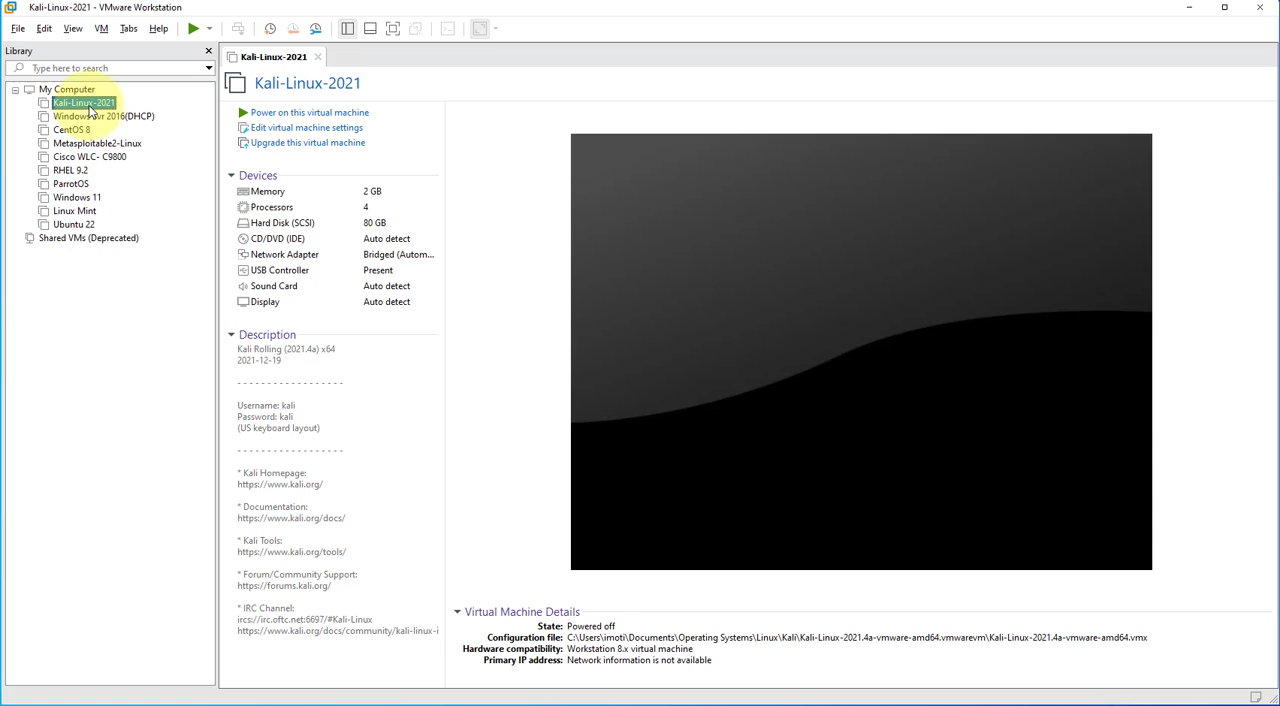 Kali-Linux-2021 - VMware Workstation
File Edit View VM Tabs Help
Library
Type here to search
My Computer
Kali-Linux-2021
Windows vr 2016(DHCP)
CentOS 8
Metasploitable2-Linux
Cisco WLC- C9800
RHEL 9.2
ParrotOS
Windows 11
Linux Mint
Ubuntu 22
Shared VMs (Deprecated)
Kali-Linux-2021
Kali-Linux-2021
Power on this virtual machine
Edit virtual machine settings
Upgrade this virtual machine
Devices
Memory 2 GB
Processors 4
Hard Disk (SCSI) 80 GB
CD/DVD (IDE) Auto detect
Network Adapter Bridged (Autom...
USB Controller Present
Sound Card Auto detect
Display Auto detect
Description
Kali Rolling (2021.4a) x64
2021-12-19
- - - - - - - - - - - - - - - - - -
Username: kali
Password: kali
(US keyboard layout)
- - - - - - - - - - - - - - - - - -
* Kali Homepage:
https://www.kali.org/
* Documentation:
https://www.kali.org/docs/
* Kali Tools:
https://www.kali.org/tools/
* Forum/Community Support:
https://forums.kali.org/
* IRC Channel:
ircs://irc.oftc.net:6697/#Kali-Linux
https://www.kali.org/docs/community/kali-linux-i
Virtual Machine Details
State: Powered off
Configuration file: C:\Users\imoti\Documents\Operating Systems\Linux\Kali\Kali-Linux-2021.4a-vmware-amd64.vmwarevm\Kali-Linux-2021.4a-vmware-amd64.vmx
Hardware compatibility: Workstation 8.x virtual machine
Primary IP address: Network information is not available